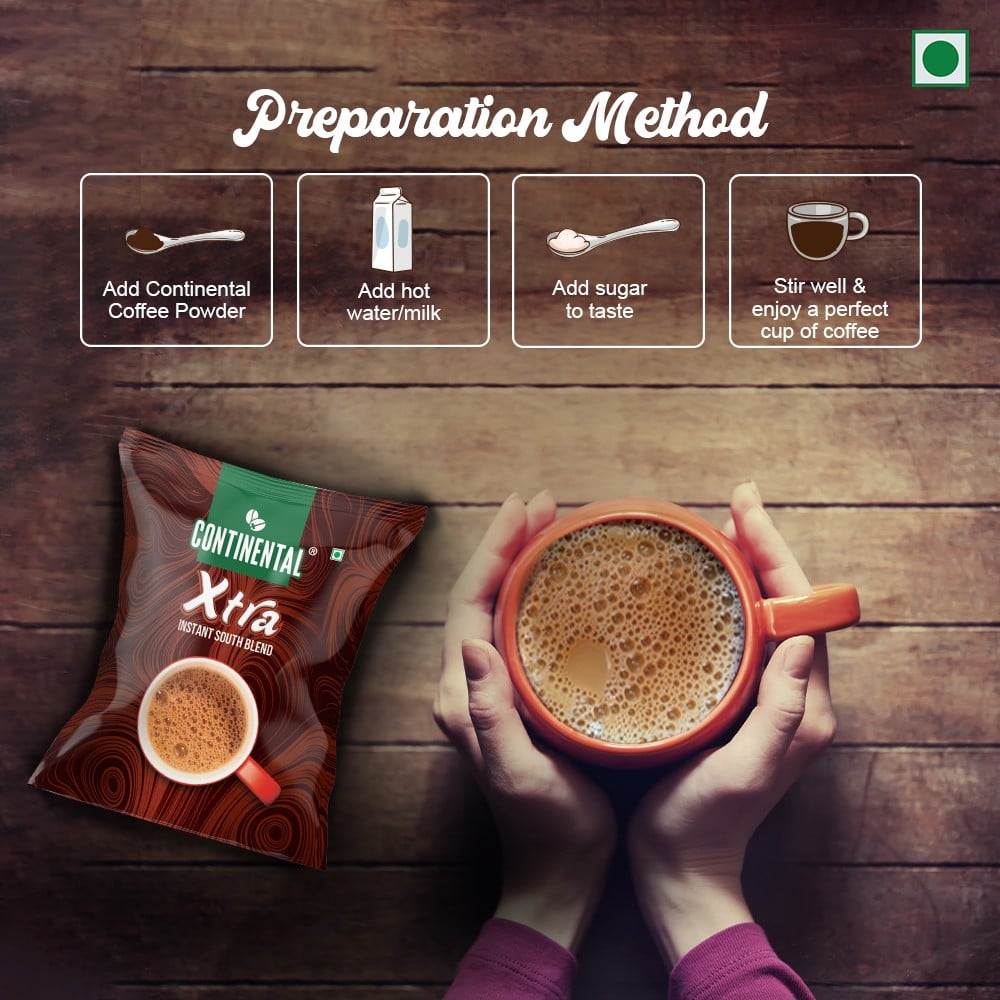 Preparation Method
Add Continental
Coffee Powder
Add hot
water/milk
Add sugar
to taste
Stir well &
enjoy a perfect
cup of coffee
CONTINENTAL®
Xtra
INSTANT SOUTH BLEND